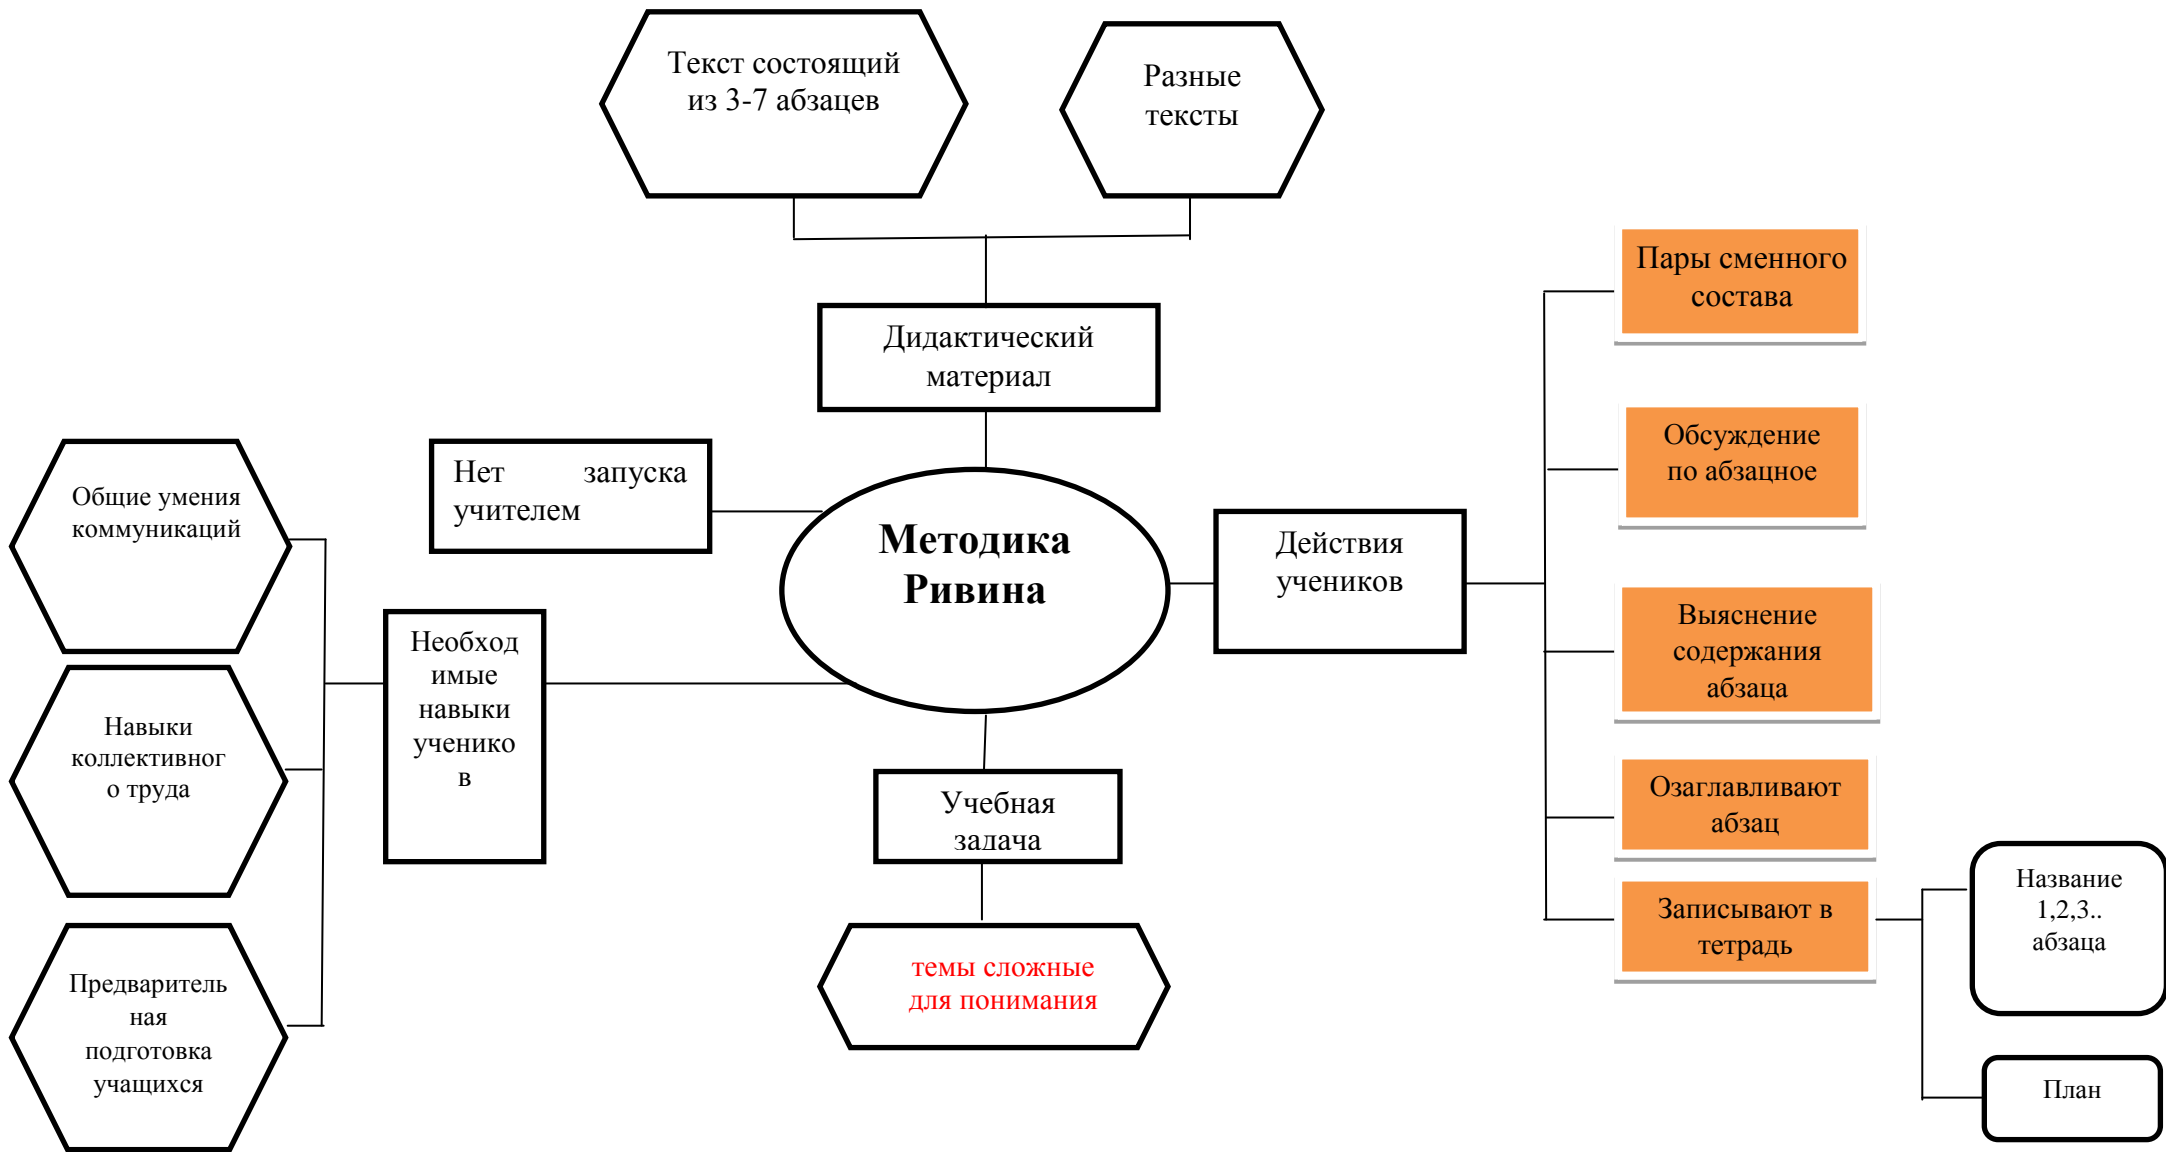 Текст состоящий
из 3-7 абзацев
Разные
тексты
Дидактический
материал
Нет запуска
учителем
Методика
Ривина
Общие умения
коммуникаций
Навыки
коллективног
о труда
Предваритель
ная
подготовка
учащихся
Необход
имые
навыки
ученико
в
Учебная
задача
темы сложные
для понимания
Действия
учеников
Пары сменного
состава
Обсуждение
по абзацное
Выяснение
содержания
абзаца
Озаглавливают
абзац
Записывают в
тетрадь
Название
1,2,3..
абзаца
План